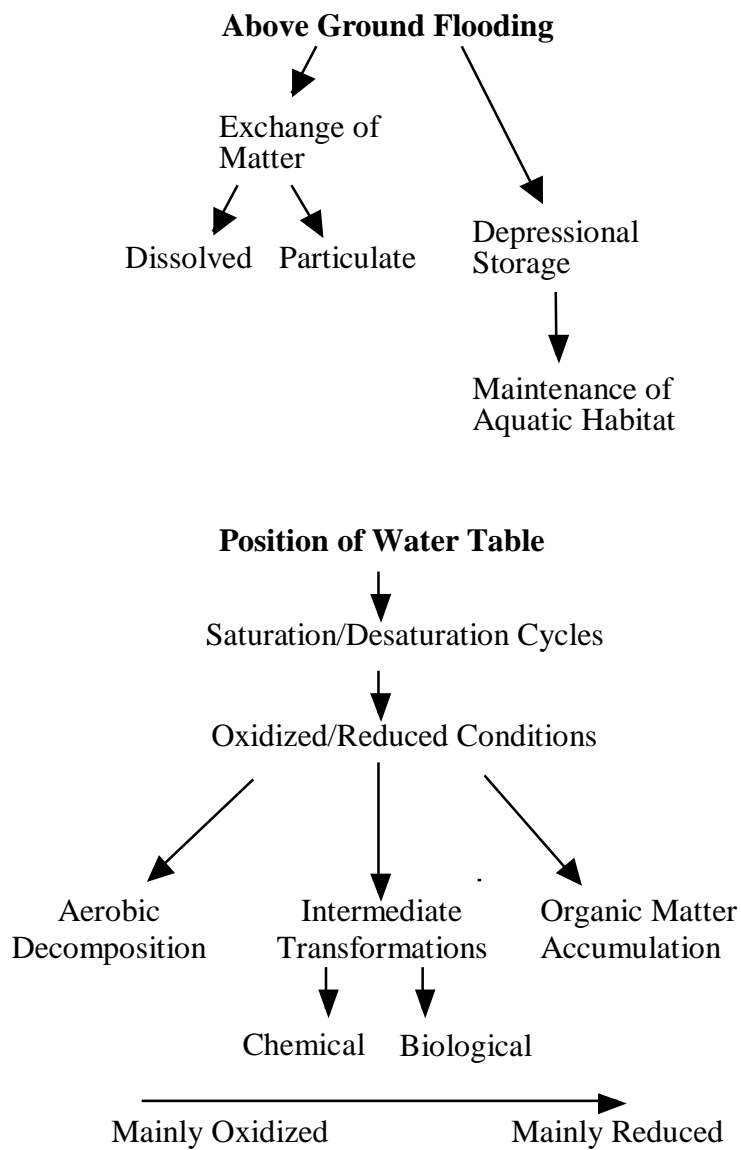 Above Ground Flooding
Exchange of
Matter
Dissolved
Particulate
Depressional
Storage
Maintenance of
Aquatic Habitat
Position of Water Table
Saturation/Desaturation Cycles
Oxidized/Reduced Conditions
Aerobic
Decomposition
Intermediate
Transformations
Organic Matter
Accumulation
Chemical
Biological
Mainly Oxidized
Mainly Reduced